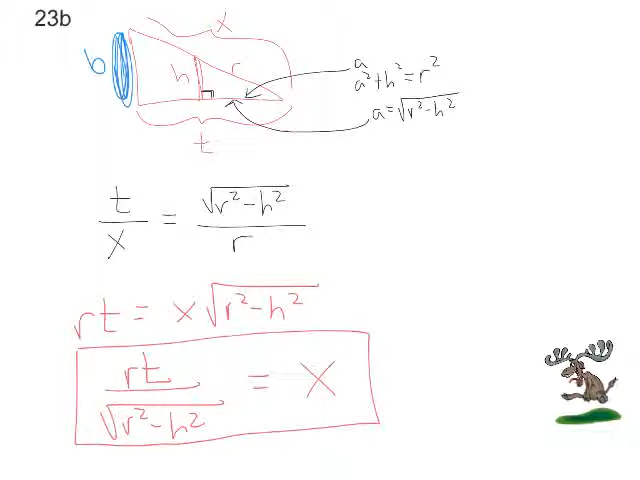 23b
x
b
h
r
t
a
a² + h² = r²
a = √(r² - h²)
t/x = √(r² - h²)/r
rt = x√(r² - h²)
rt/√(r² - h²) = x